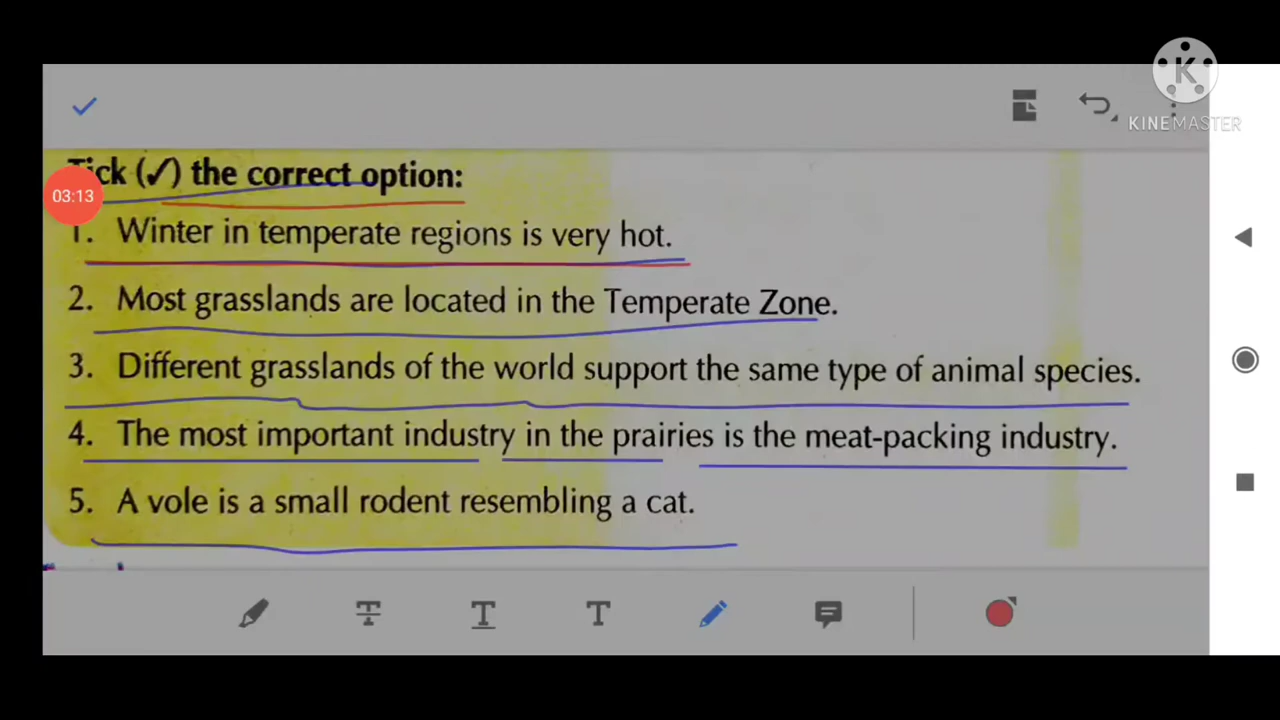 KINEMASTER
Tick (✓) the correct option:
03:13
1. Winter in temperate regions is very hot.
2. Most grasslands are located in the Temperate Zone.
3. Different grasslands of the world support the same type of animal species.
4. The most important industry in the prairies is the meat-packing industry.
5. A vole is a small rodent resembling a cat.